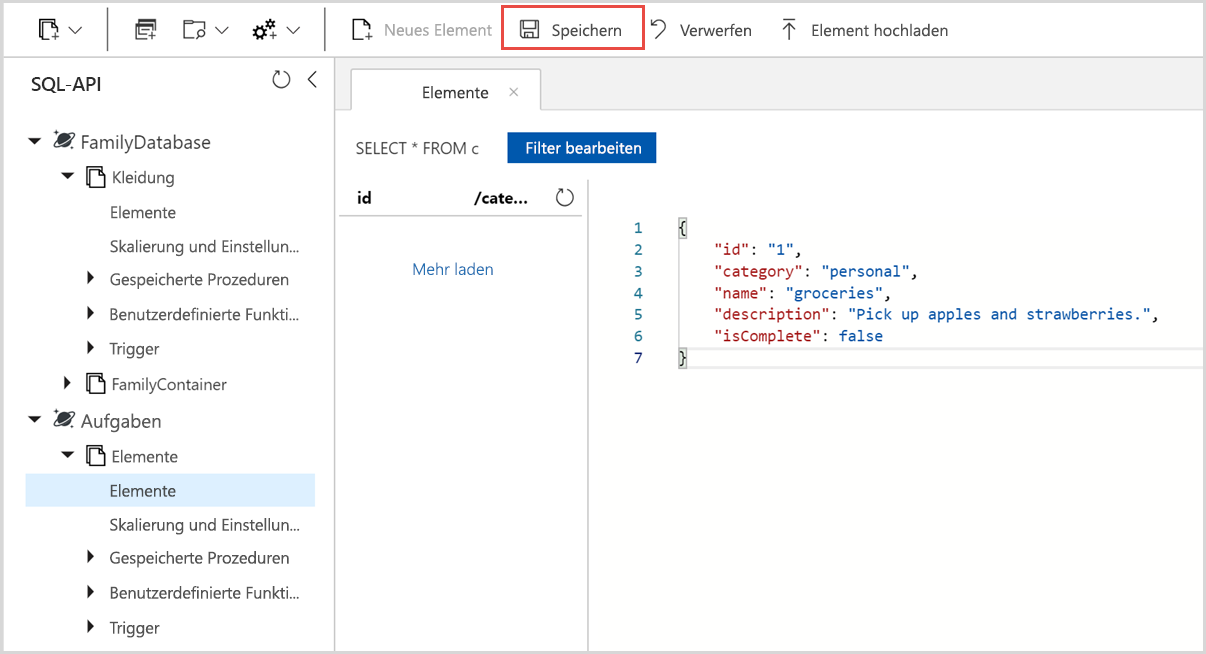 Neues Element Speichern Verwerfen Element hochladen
SQL-API
FamilyDatabase
Kleidung
Elemente
Skalierung und Einstellun...
Gespeicherte Prozeduren
Benutzerdefinierte Funkti...
Trigger
FamilyContainer
Aufgaben
Elemente
Elemente
Skalierung und Einstellun...
Gespeicherte Prozeduren
Benutzerdefinierte Funkti...
Trigger
Elemente ×
SELECT * FROM c Filter bearbeiten
id /cate...
Mehr laden
1 {
2 "id": "1",
3 "category": "personal",
4 "name": "groceries",
5 "description": "Pick up apples and strawberries.",
6 "isComplete": false
7 }